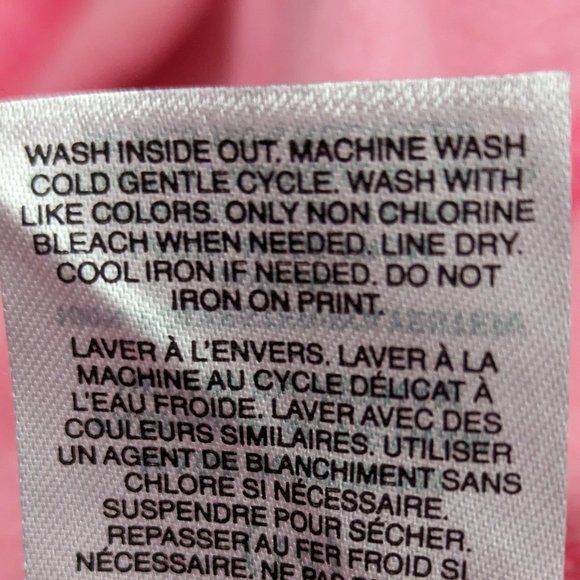 WASH INSIDE OUT. MACHINE WASH
COLD GENTLE CYCLE. WASH WITH
LIKE COLORS. ONLY NON CHLORINE
BLEACH WHEN NEEDED. LINE DRY.
COOL IRON IF NEEDED. DO NOT
IRON ON PRINT.
LAVER À L'ENVERS. LAVER À LA
MACHINE AU CYCLE DÉLICAT À
L'EAU FROIDE. LAVER AVEC DES
COULEURS SIMILAIRES. UTILISER
UN AGENT DE BLANCHIMENT SANS
CHLORE SI NÉCESSAIRE.
SUSPENDRE POUR SÉCHER.
REPASSER AU FER FROID SI
NÉCESSAIRE. NE PAS